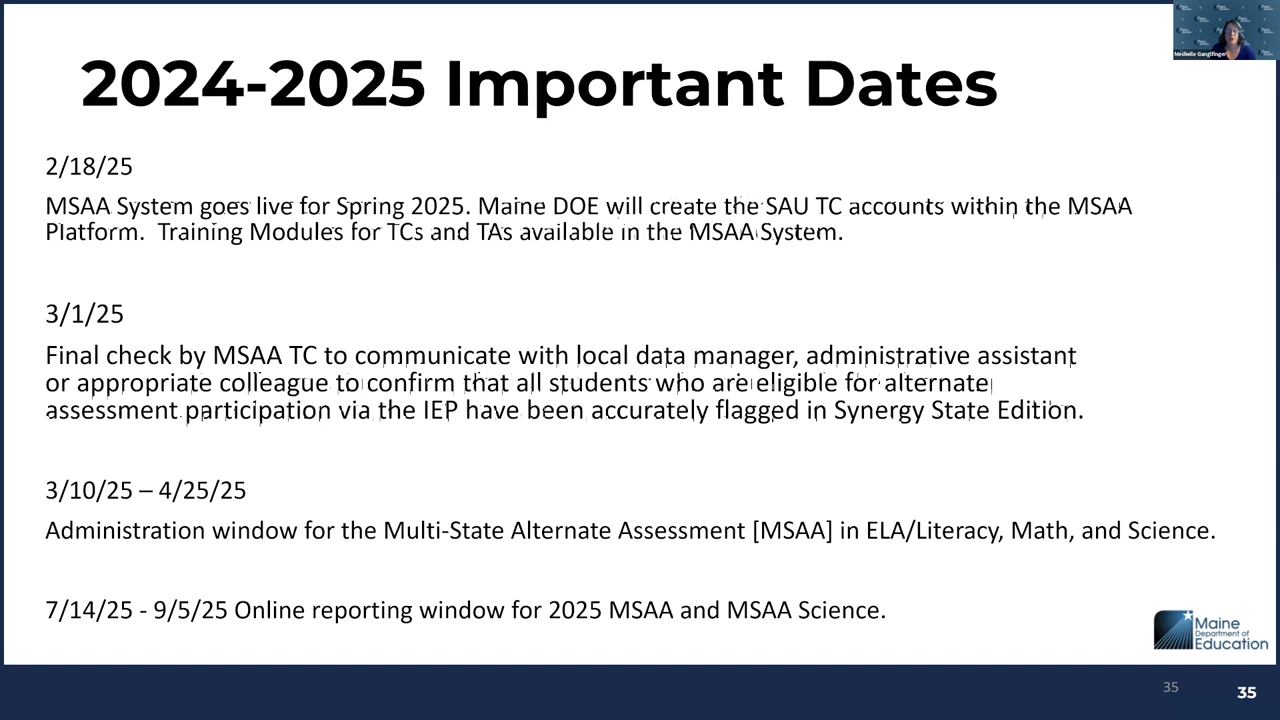 2024-2025 Important Dates
2/18/25
MSAA System goes live for Spring 2025. Maine DOE will create the SAU TC accounts within the MSAA
Platform.  Training Modules for TCs and TAs available in the MSAA System.
3/1/25
Final check by MSAA TC to communicate with local data manager, administrative assistant
or appropriate colleague to confirm that all students who are eligible for alternate
assessment participation via the IEP have been accurately flagged in Synergy State Edition.
3/10/25 – 4/25/25
Administration window for the Multi-State Alternate Assessment [MSAA] in ELA/Literacy, Math, and Science.
7/14/25 - 9/5/25 Online reporting window for 2025 MSAA and MSAA Science.
Maine
Department of
Education
35
35